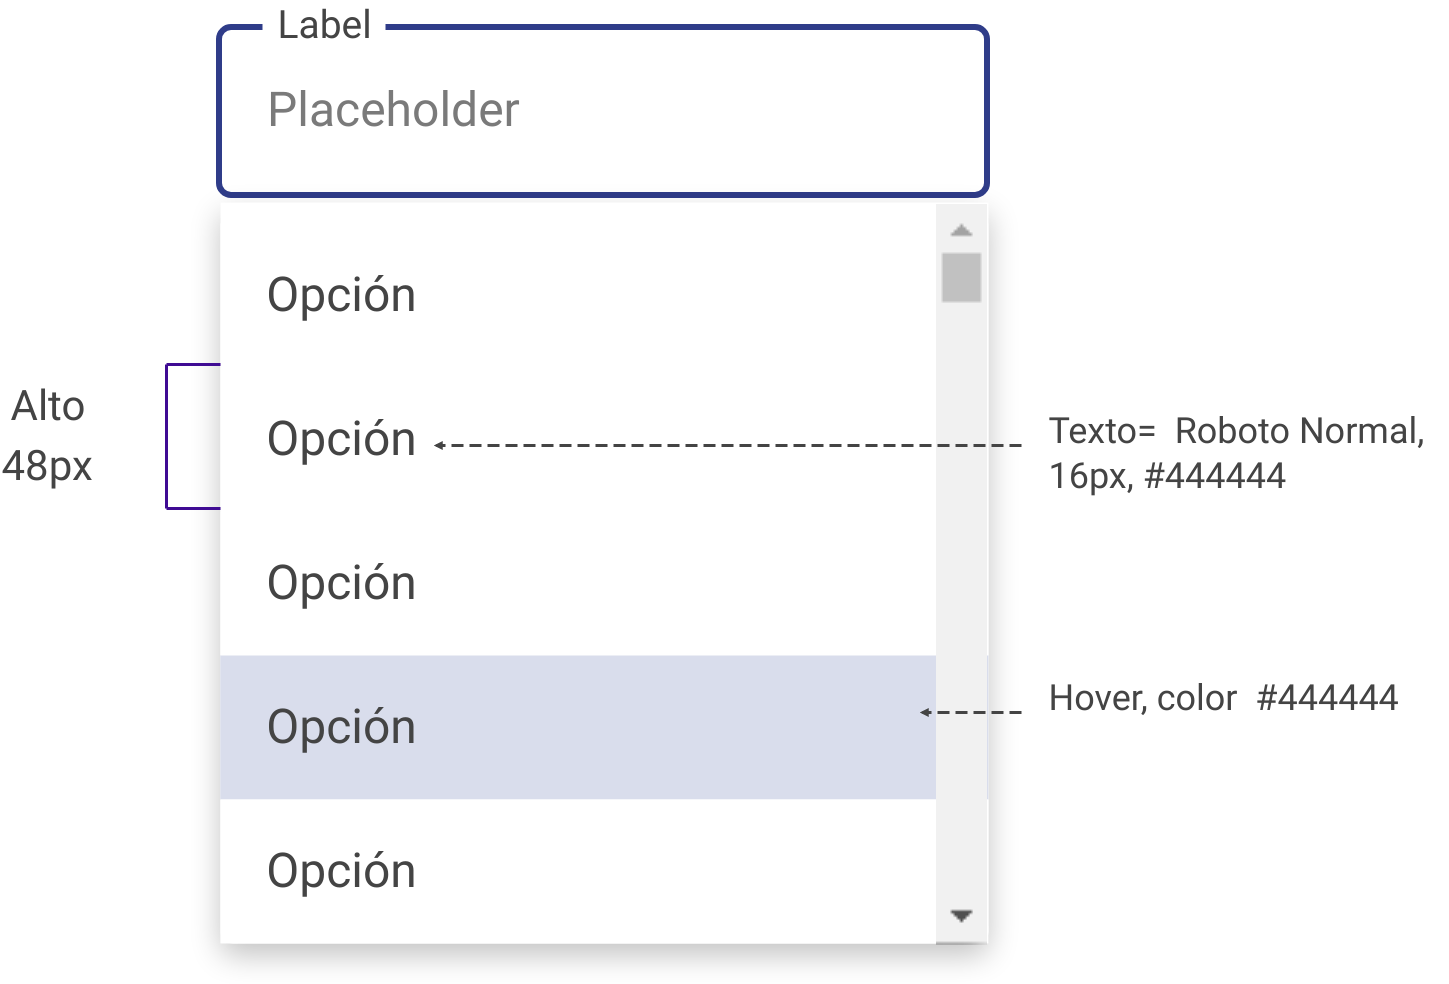 Label
Placeholder
Opción
Alto
48px
Opción
Texto= Roboto Normal,
16px, #444444
Opción
Opción
Hover, color #444444
Opción